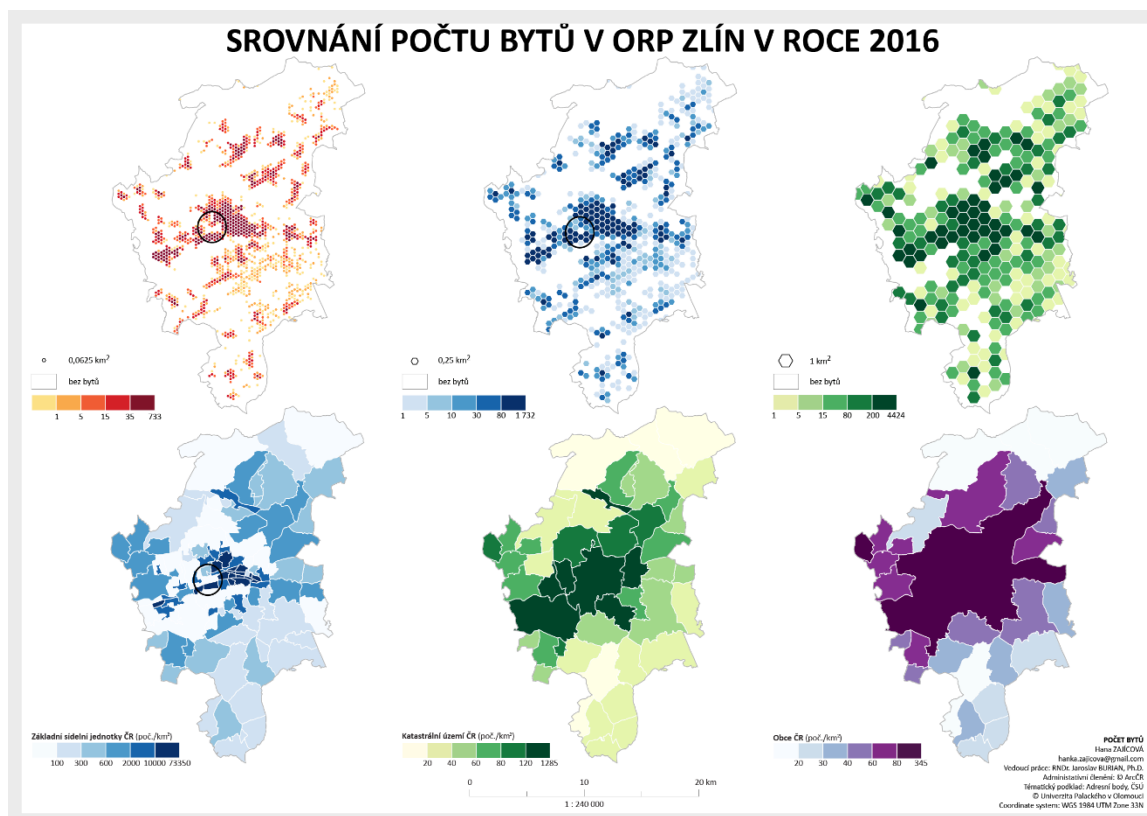 SROVNÁNÍ POČTU BYTŮ V ORP ZLÍN V ROCE 2016
0,0625 km²
bez bytů
1 5 15 35 733
0,25 km²
bez bytů
1 5 10 30 80 1 732
1 km²
bez bytů
1 5 15 80 200 4424
Základní sídelní jednotky ČR (poč./km²)
100 300 600 2000 10000 73350
Katastrální území ČR (poč./km²)
20 40 60 80 120 1285
0 10 20 km
1 : 240 000
Obce ČR (poč./km²)
20 30 40 60 80 345
POČET BYTŮ
Hana ZAJÍCOVÁ
hanka.zajicova@gmail.com
Vedoucí práce: RNDr. Jaroslav BURIAN, Ph.D.
Administativní členění: © ArcČR
Tématický podklad: Adresní body, ČSÚ
© Univerzita Palackého v Olomouci
Coordinate system: WGS 1984 UTM Zone 33N